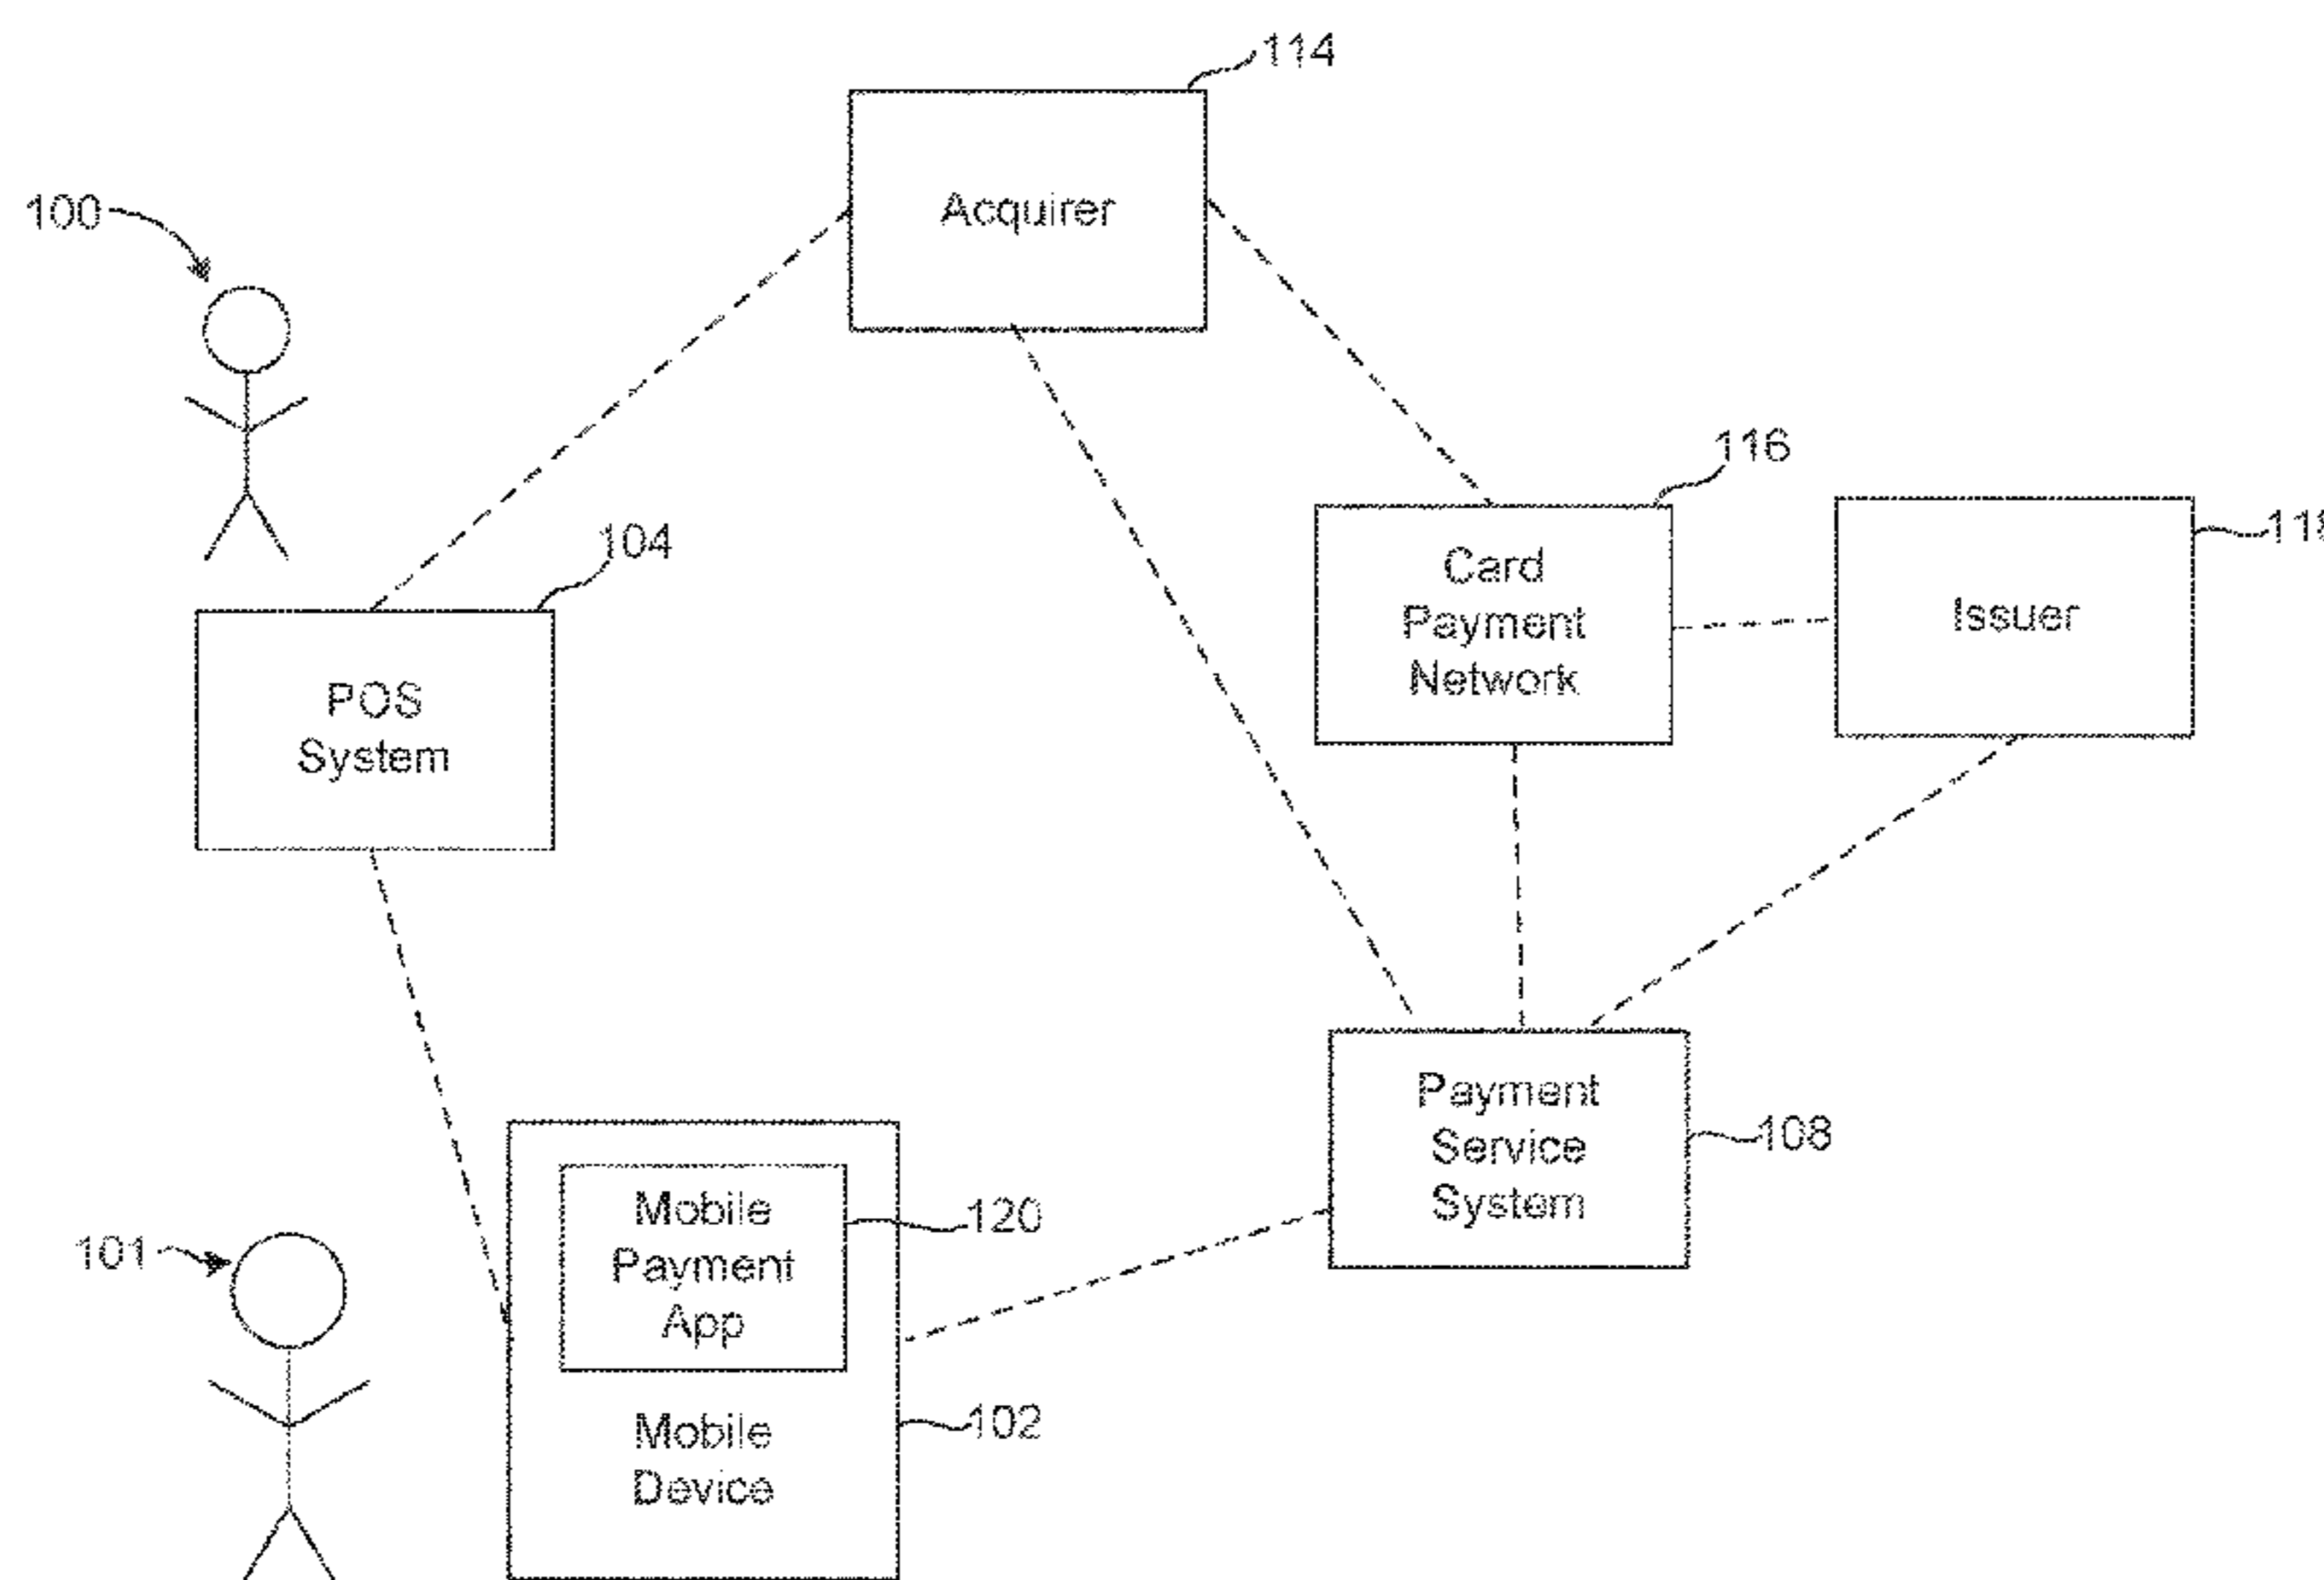 114
100
Acquirer
116
104
Card
Payment
Network
Issuer
POS
System
Payment
Service
System
108
Mobile
Payment
App
120
101
Mobile
Device
102